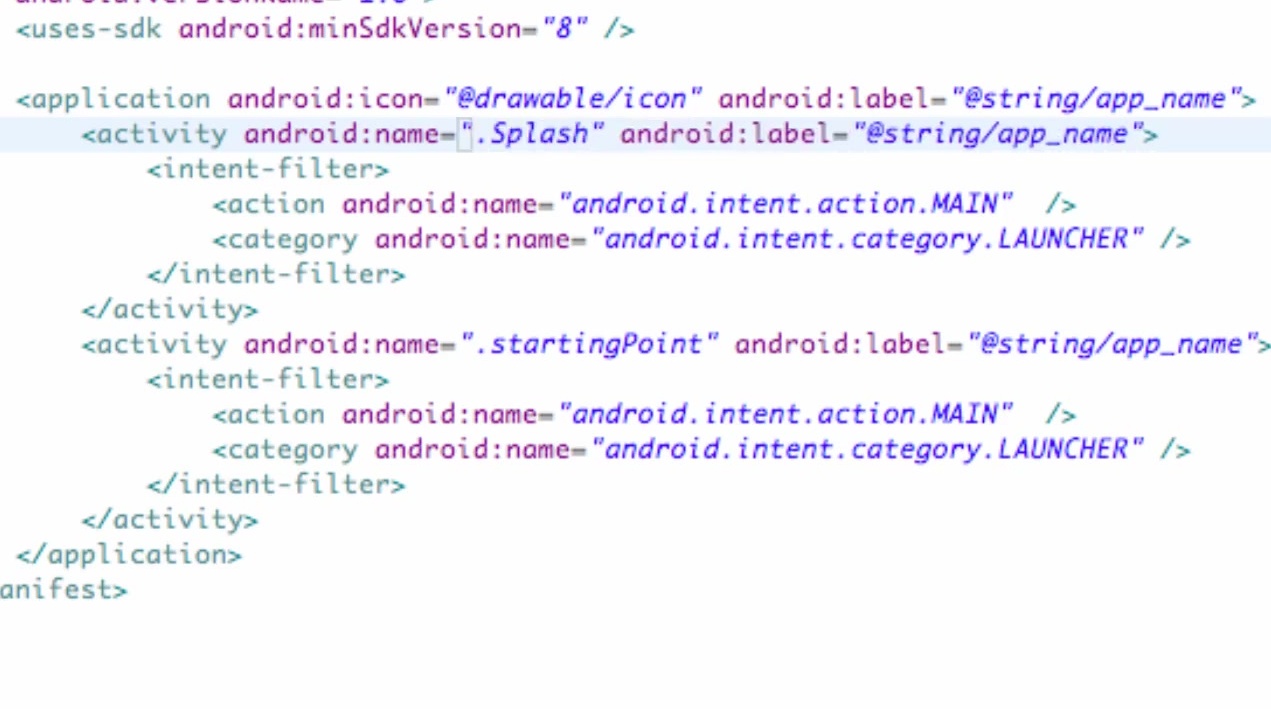 <uses-sdk android:minSdkVersion="8" />
<application android:icon="@drawable/icon" android:label="@string/app_name">
<activity android:name=".Splash" android:label="@string/app_name">
<intent-filter>
<action android:name="android.intent.action.MAIN"  />
<category android:name="android.intent.category.LAUNCHER" />
</intent-filter>
</activity>
<activity android:name=".startingPoint" android:label="@string/app_name">
<intent-filter>
<action android:name="android.intent.action.MAIN"  />
<category android:name="android.intent.category.LAUNCHER" />
</intent-filter>
</activity>
</application>
anifest>